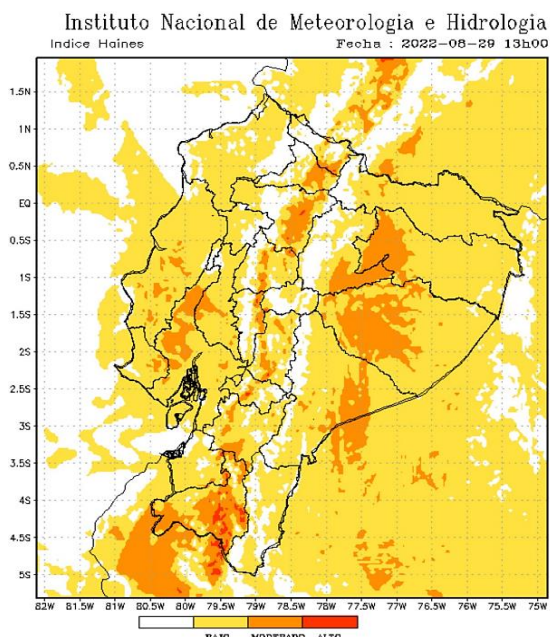 Instituto Nacional de Meteorologia e Hidrologia
Indice Haines Fecha : 2022-08-29 13h00
1.5N
1N
0.5N
EQ
0.5S
1S
1.5S
2S
2.5S
3S
3.5S
4S
4.5S
5S
82W 81.5W 81W 80.5W 80W 79.5W 79W 78.5W 78W 77.5W 77W 76.5W 76W 75.5W 75W
BAJO MODERADO ALTO